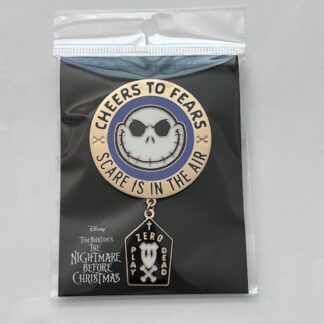 CHEERS TO FEARS
SCARE IS IN THE AIR
ZERO
PLAY DEAD
Disney
TIM BURTON'S
THE
NIGHTMARE
BEFORE
CHRISTMAS